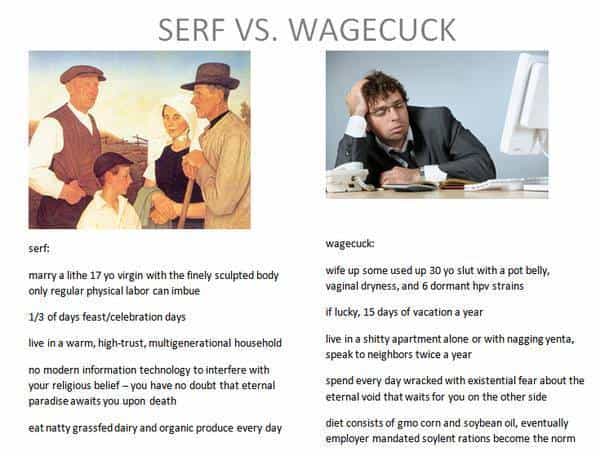 SERF VS. WAGECUCK
serf:
marry a lithe 17 yo virgin with the finely sculpted body
only regular physical labor can imbue
1/3 of days feast/celebration days
live in a warm, high-trust, multigenerational household
no modern information technology to interfere with
your religious belief – you have no doubt that eternal
paradise awaits you upon death
eat natty grassfed dairy and organic produce every day
wagecuck:
wife up some used up 30 yo slut with a pot belly,
vaginal dryness, and 6 dormant hpv strains
if lucky, 15 days of vacation a year
live in a shitty apartment alone or with nagging yenta,
speak to neighbors twice a year
spend every day wracked with existential fear about the
eternal void that waits for you on the other side
diet consists of gmo corn and soybean oil, eventually
employer mandated soylent rations become the norm